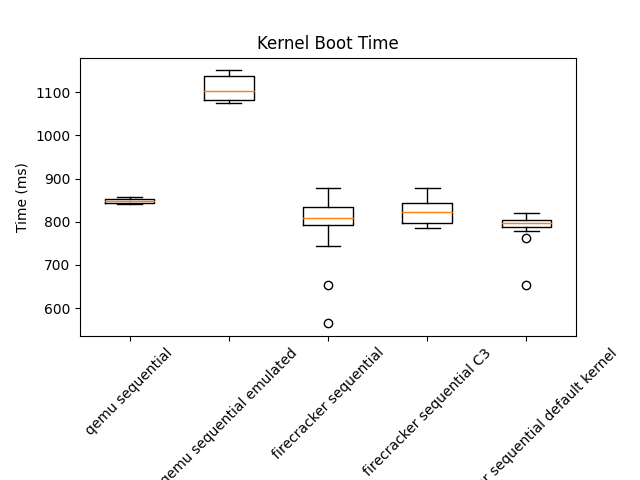 Kernel Boot Time
Time (ms)
1100
1000
900
800
700
600
qemu sequential
qemu sequential emulated
firecracker sequential
firecracker sequential C3
sequential default kernel